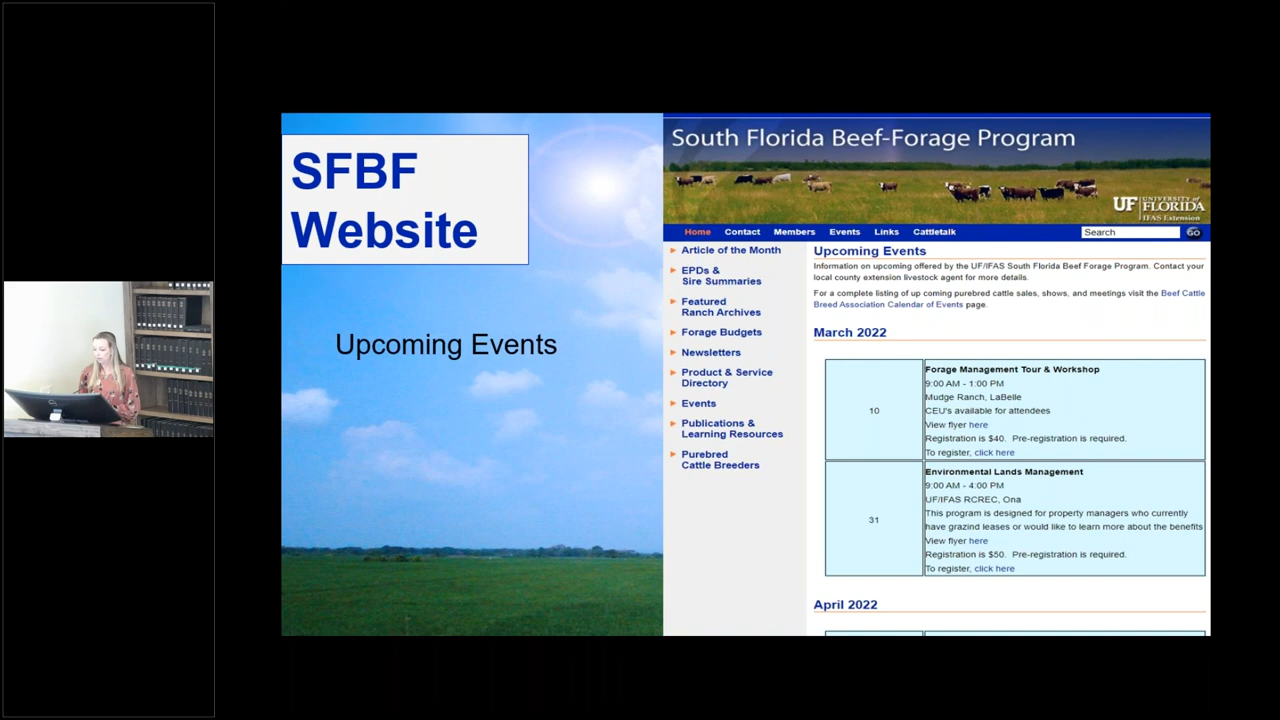 SFBF
Website
Upcoming Events
South Florida Beef-Forage Program
UF UNIVERSITY of
FLORIDA
IFAS Extension
Home Contact Members Events Links Cattletalk Search GO
Article of the Month
EPDs &
Sire Summaries
Featured
Ranch Archives
Forage Budgets
Newsletters
Product & Service
Directory
Events
Publications &
Learning Resources
Purebred
Cattle Breeders
Upcoming Events
Information on upcoming offered by the UF/IFAS South Florida Beef Forage Program. Contact your
local county extension livestock agent for more details.
For a complete listing of up coming purebred cattle sales, shows, and meetings visit the Beef Cattle
Breed Association Calendar of Events page.
March 2022
10
Forage Management Tour & Workshop
9:00 AM - 1:00 PM
Mudge Ranch, LaBelle
CEU's available for attendees
View flyer here
Registration is $40. Pre-registration is required.
To register, click here
31
Environmental Lands Management
9:00 AM - 4:00 PM
UF/IFAS RCREC, Ona
This program is designed for property managers who currently
have grazind leases or would like to learn more about the benefits
View flyer here
Registration is $50. Pre-registration is required.
To register, click here
April 2022